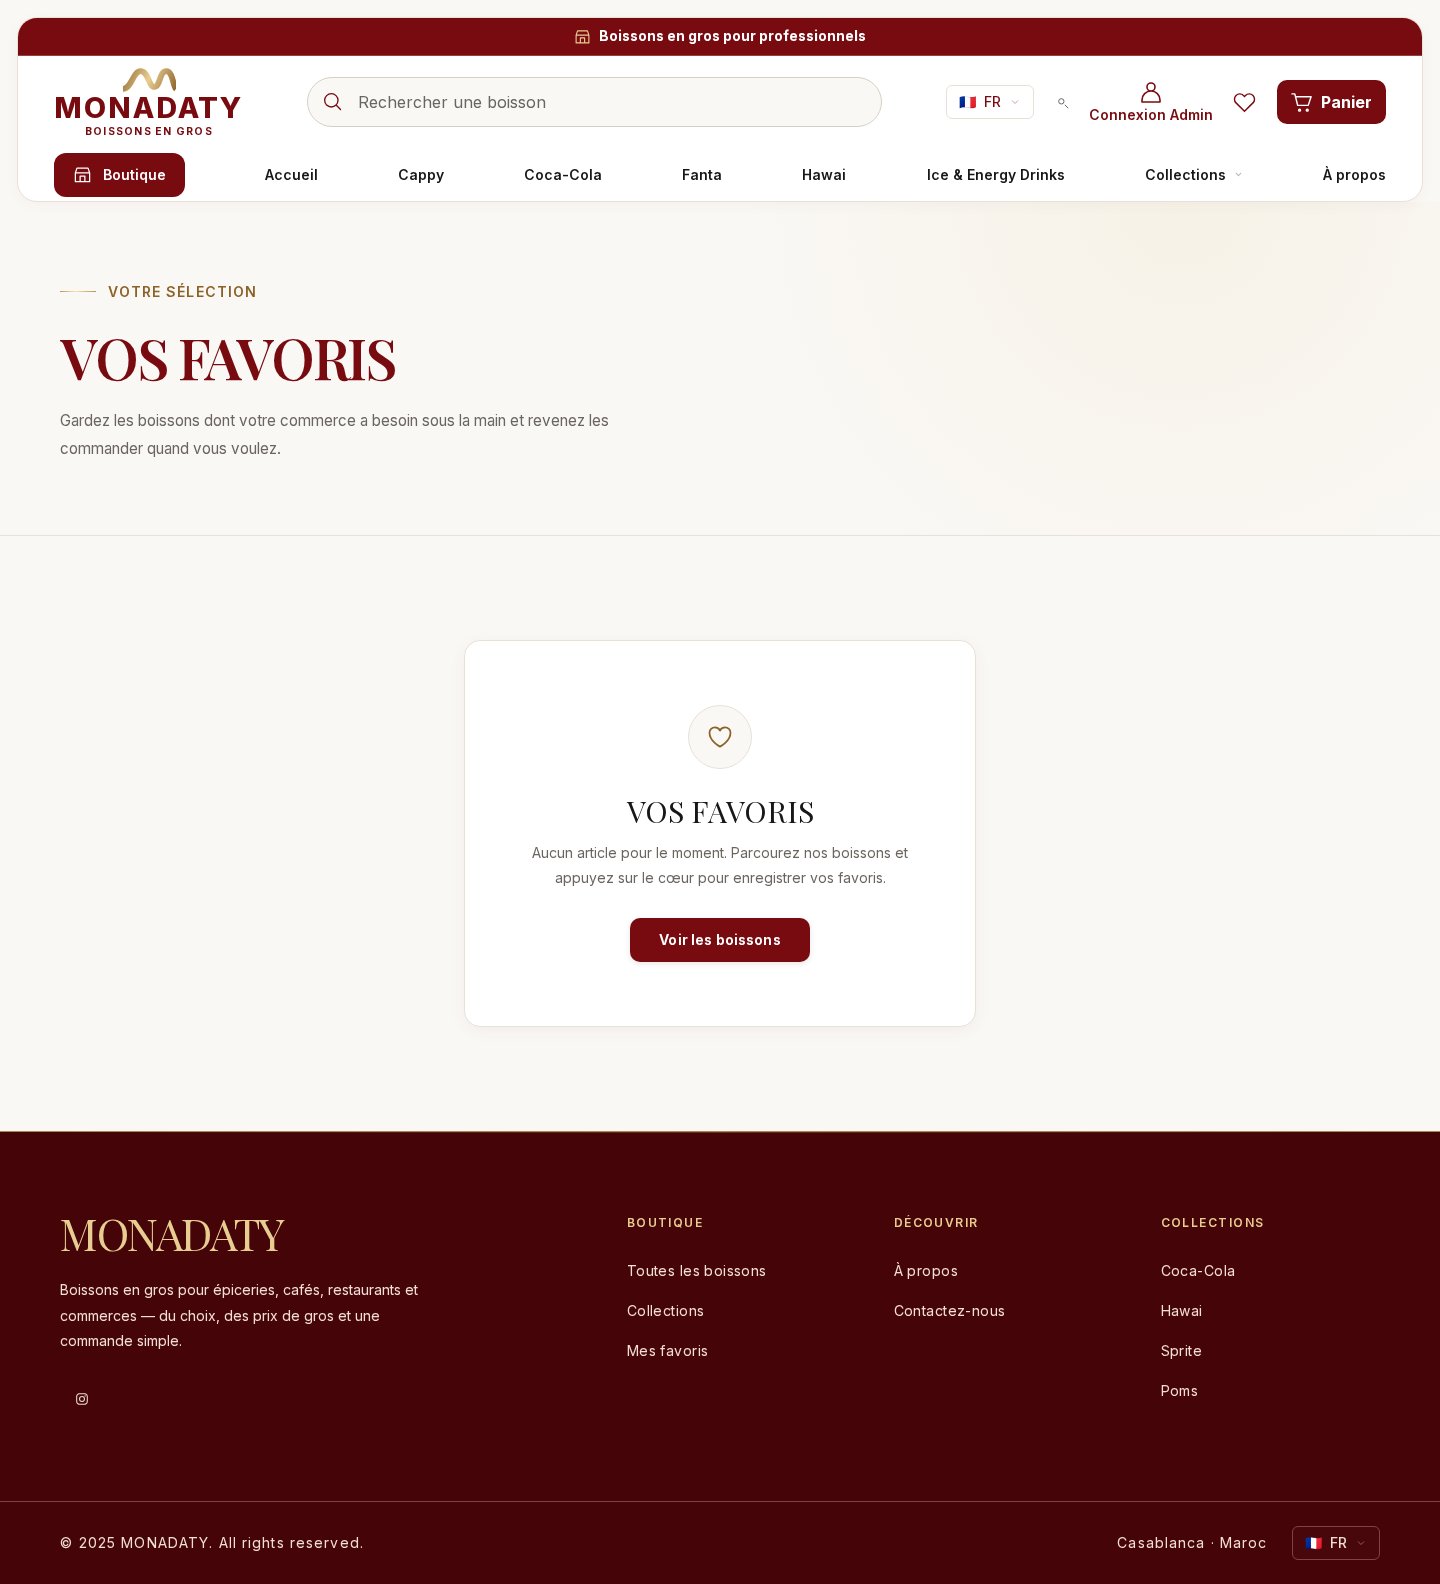 Boissons en gros pour professionnels
MONADATY
BOISSONS EN GROS
Rechercher une boisson
FR
Connexion Admin
Panier
Boutique
Accueil
Cappy
Coca-Cola
Fanta
Hawai
Ice & Energy Drinks
Collections
À propos
VOTRE SÉLECTION
VOS FAVORIS
Gardez les boissons dont votre commerce a besoin sous la main et revenez les
commander quand vous voulez.
VOS FAVORIS
Aucun article pour le moment. Parcourez nos boissons et
appuyez sur le cœur pour enregistrer vos favoris.
Voir les boissons
MONADATY
Boissons en gros pour épiceries, cafés, restaurants et
commerces — du choix, des prix de gros et une
commande simple.
BOUTIQUE
Toutes les boissons
Collections
Mes favoris
DÉCOUVRIR
À propos
Contactez-nous
COLLECTIONS
Coca-Cola
Hawai
Sprite
Poms
© 2025 MONADATY. All rights reserved.
Casablanca · Maroc
FR